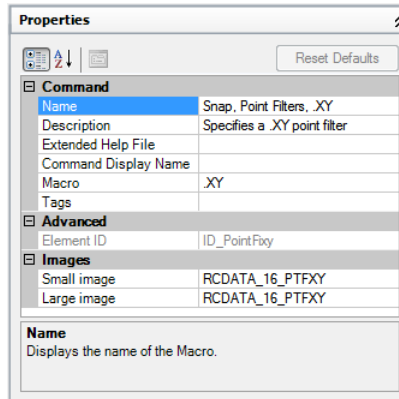 Properties
Reset Defaults
Command
Name Snap, Point Filters, .XY
Description Specifies a .XY point filter
Extended Help File
Command Display Name
Macro .XY
Tags
Advanced
Element ID ID_PointFixy
Images
Small image RCDATA_16_PTFXY
Large image RCDATA_16_PTFXY
Name
Displays the name of the Macro.